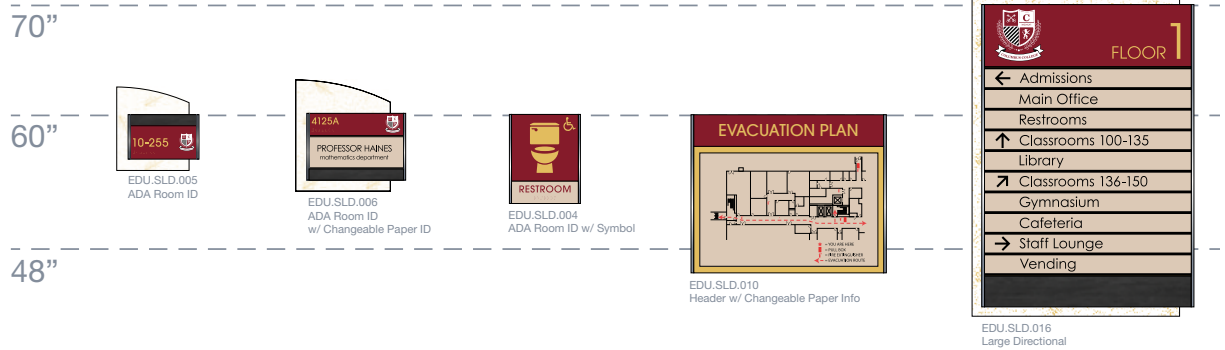 70”
60”
48”
10-255
EDU.SLD.005
ADA Room ID
4125A
PROFESSOR HAINES
mathematics department
EDU.SLD.006
ADA Room ID
w/ Changeable Paper ID
RESTROOM
EDU.SLD.004
ADA Room ID w/ Symbol
EVACUATION PLAN
= YOU ARE HERE
= PULL BOX
= FIRE EXTINGUISHER
= EVACUATION ROUTE
EDU.SLD.010
Header w/ Changeable Paper Info
C
COLUMBUS COLLEGE
FLOOR 1
← Admissions
Main Office
Restrooms
↑ Classrooms 100-135
Library
↗ Classrooms 136-150
Gymnasium
Cafeteria
→ Staff Lounge
Vending
EDU.SLD.016
Large Directional